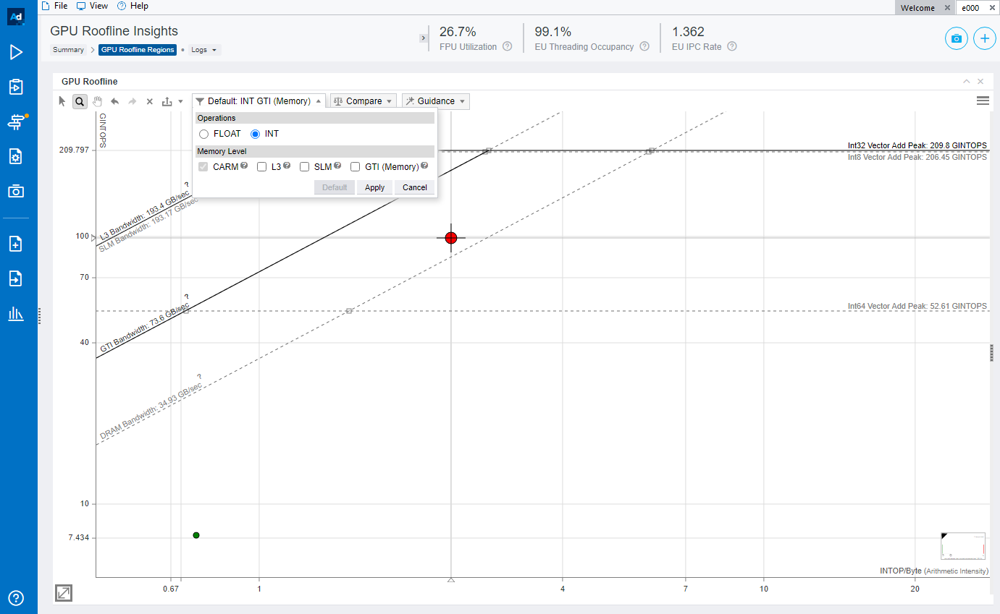 Ad
File View Help
Welcome e000
GPU Roofline Insights
Summary GPU Roofline Regions Logs
26.7%
FPU Utilization
99.1%
EU Threading Occupancy
1.362
EU IPC Rate
GPU Roofline
Default: INT GTI (Memory) Compare Guidance
Operations
FLOAT INT
Memory Level
CARM L3 SLM GTI (Memory)
Default Apply Cancel
GINTOPS
209.797
100
70
40
10
7.434
Int32 Vector Add Peak: 209.8 GINTOPS
Int8 Vector Add Peak: 206.45 GINTOPS
?
L3 Bandwidth: 193.4 GB/sec
SLM Bandwidth: 193.17 GB/sec
?
GTI Bandwidth: 73.6 GB/sec
Int64 Vector Add Peak: 52.61 GINTOPS
?
DRAM Bandwidth: 34.93 GB/sec
INTOP/Byte (Arithmetic Intensity)
0.67 1 4 7 10 20